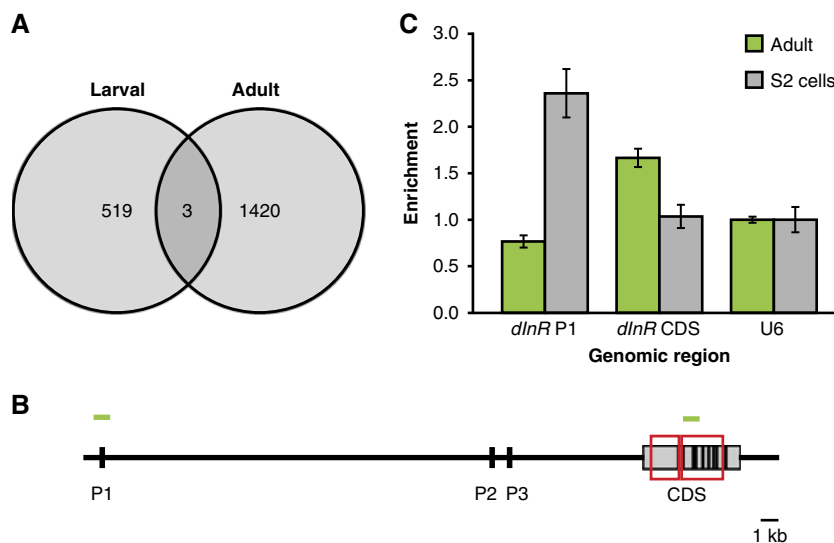 A
Larval Adult
519 3 1420
C
Enrichment
3.0
2.5
2.0
1.5
1.0
0.5
0.0
Adult
S2 cells
dInR P1 dInR CDS U6
Genomic region
B
P1 P2 P3 CDS
1 kb